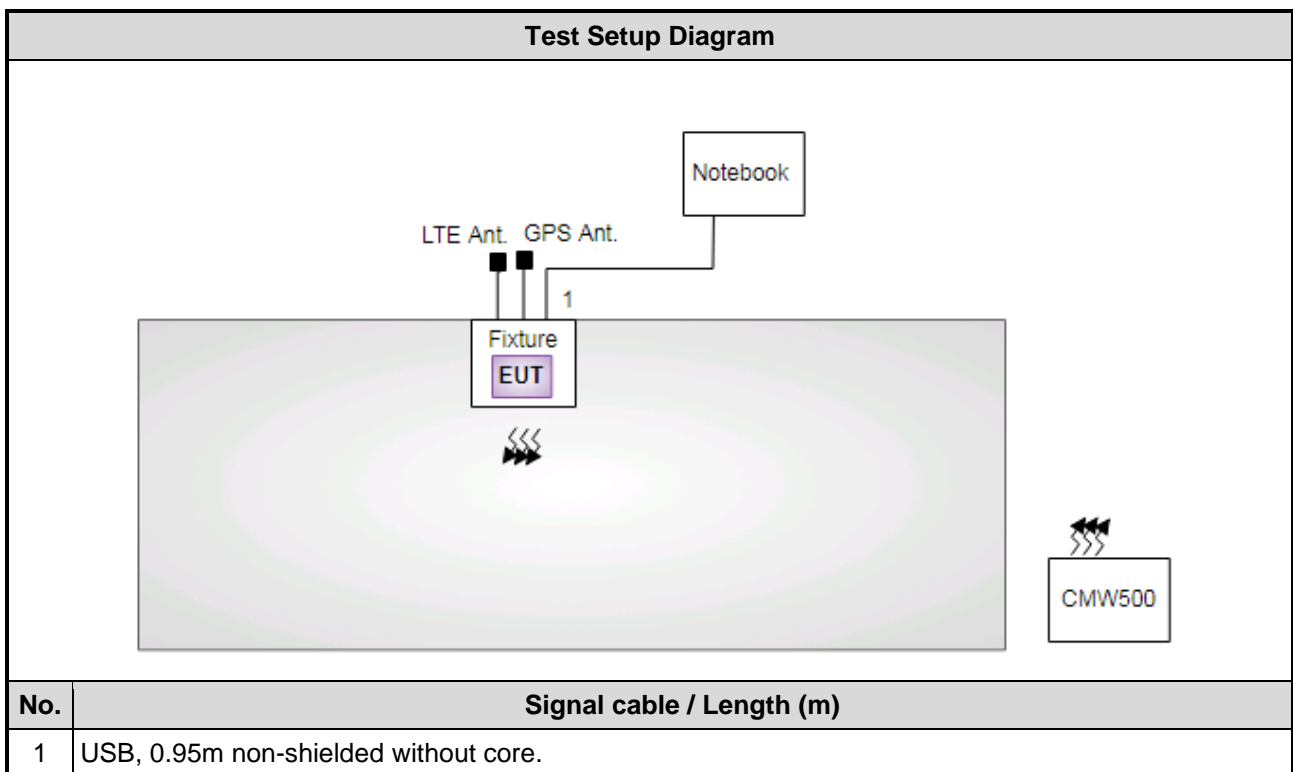 Test Setup Diagram
Notebook
LTE Ant. GPS Ant.
1
Fixture
EUT
CMW500
No. Signal cable / Length (m)
1 USB, 0.95m non-shielded without core.